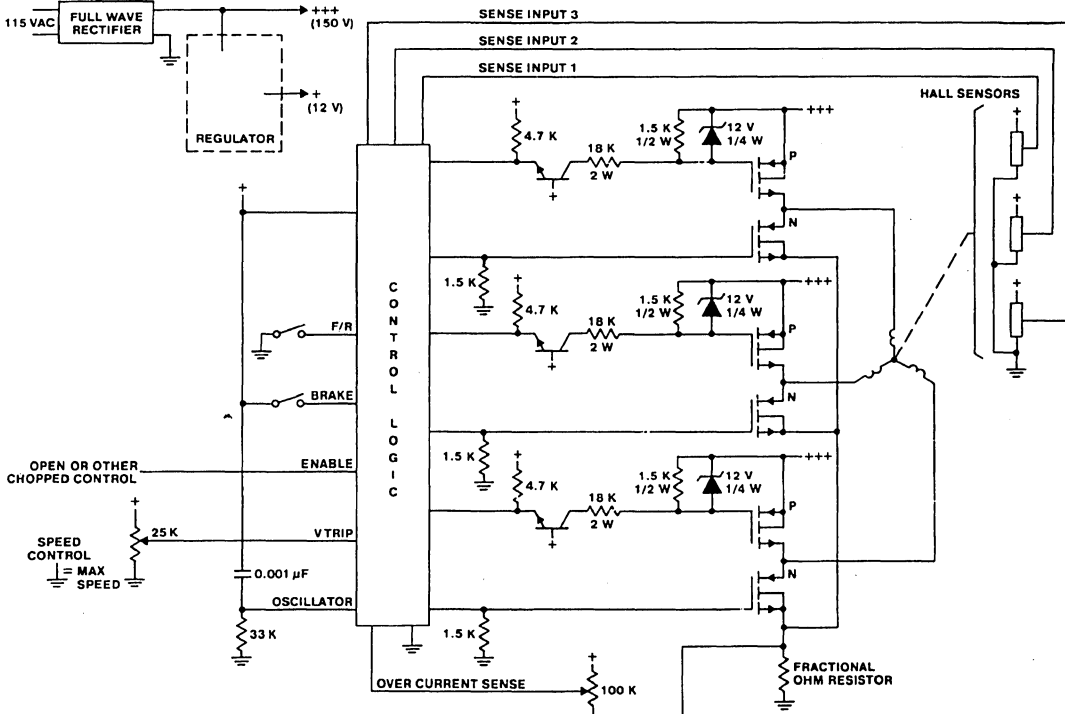 115 VAC
FULL WAVE
RECTIFIER
+++
(150 V)
+
(12 V)
REGULATOR
SENSE INPUT 3
SENSE INPUT 2
SENSE INPUT 1
HALL SENSORS
+
+
+
+
4.7 K
18 K
2 W
+
1.5 K
1/2 W
12 V
1/4 W
+++
P
N
1.5 K
+
4.7 K
18 K
2 W
+
1.5 K
1/2 W
12 V
1/4 W
+++
P
N
1.5 K
+
4.7 K
18 K
2 W
+
1.5 K
1/2 W
12 V
1/4 W
+++
P
N
1.5 K
+
CONTROL
LOGIC
F/R
BRAKE
ENABLE
OPEN OR OTHER
CHOPPED CONTROL
+
25 K
V TRIP
SPEED
CONTROL
= MAX
SPEED
0.001 µF
OSCILLATOR
33 K
OVER CURRENT SENSE
+
100 K
FRACTIONAL
OHM RESISTOR